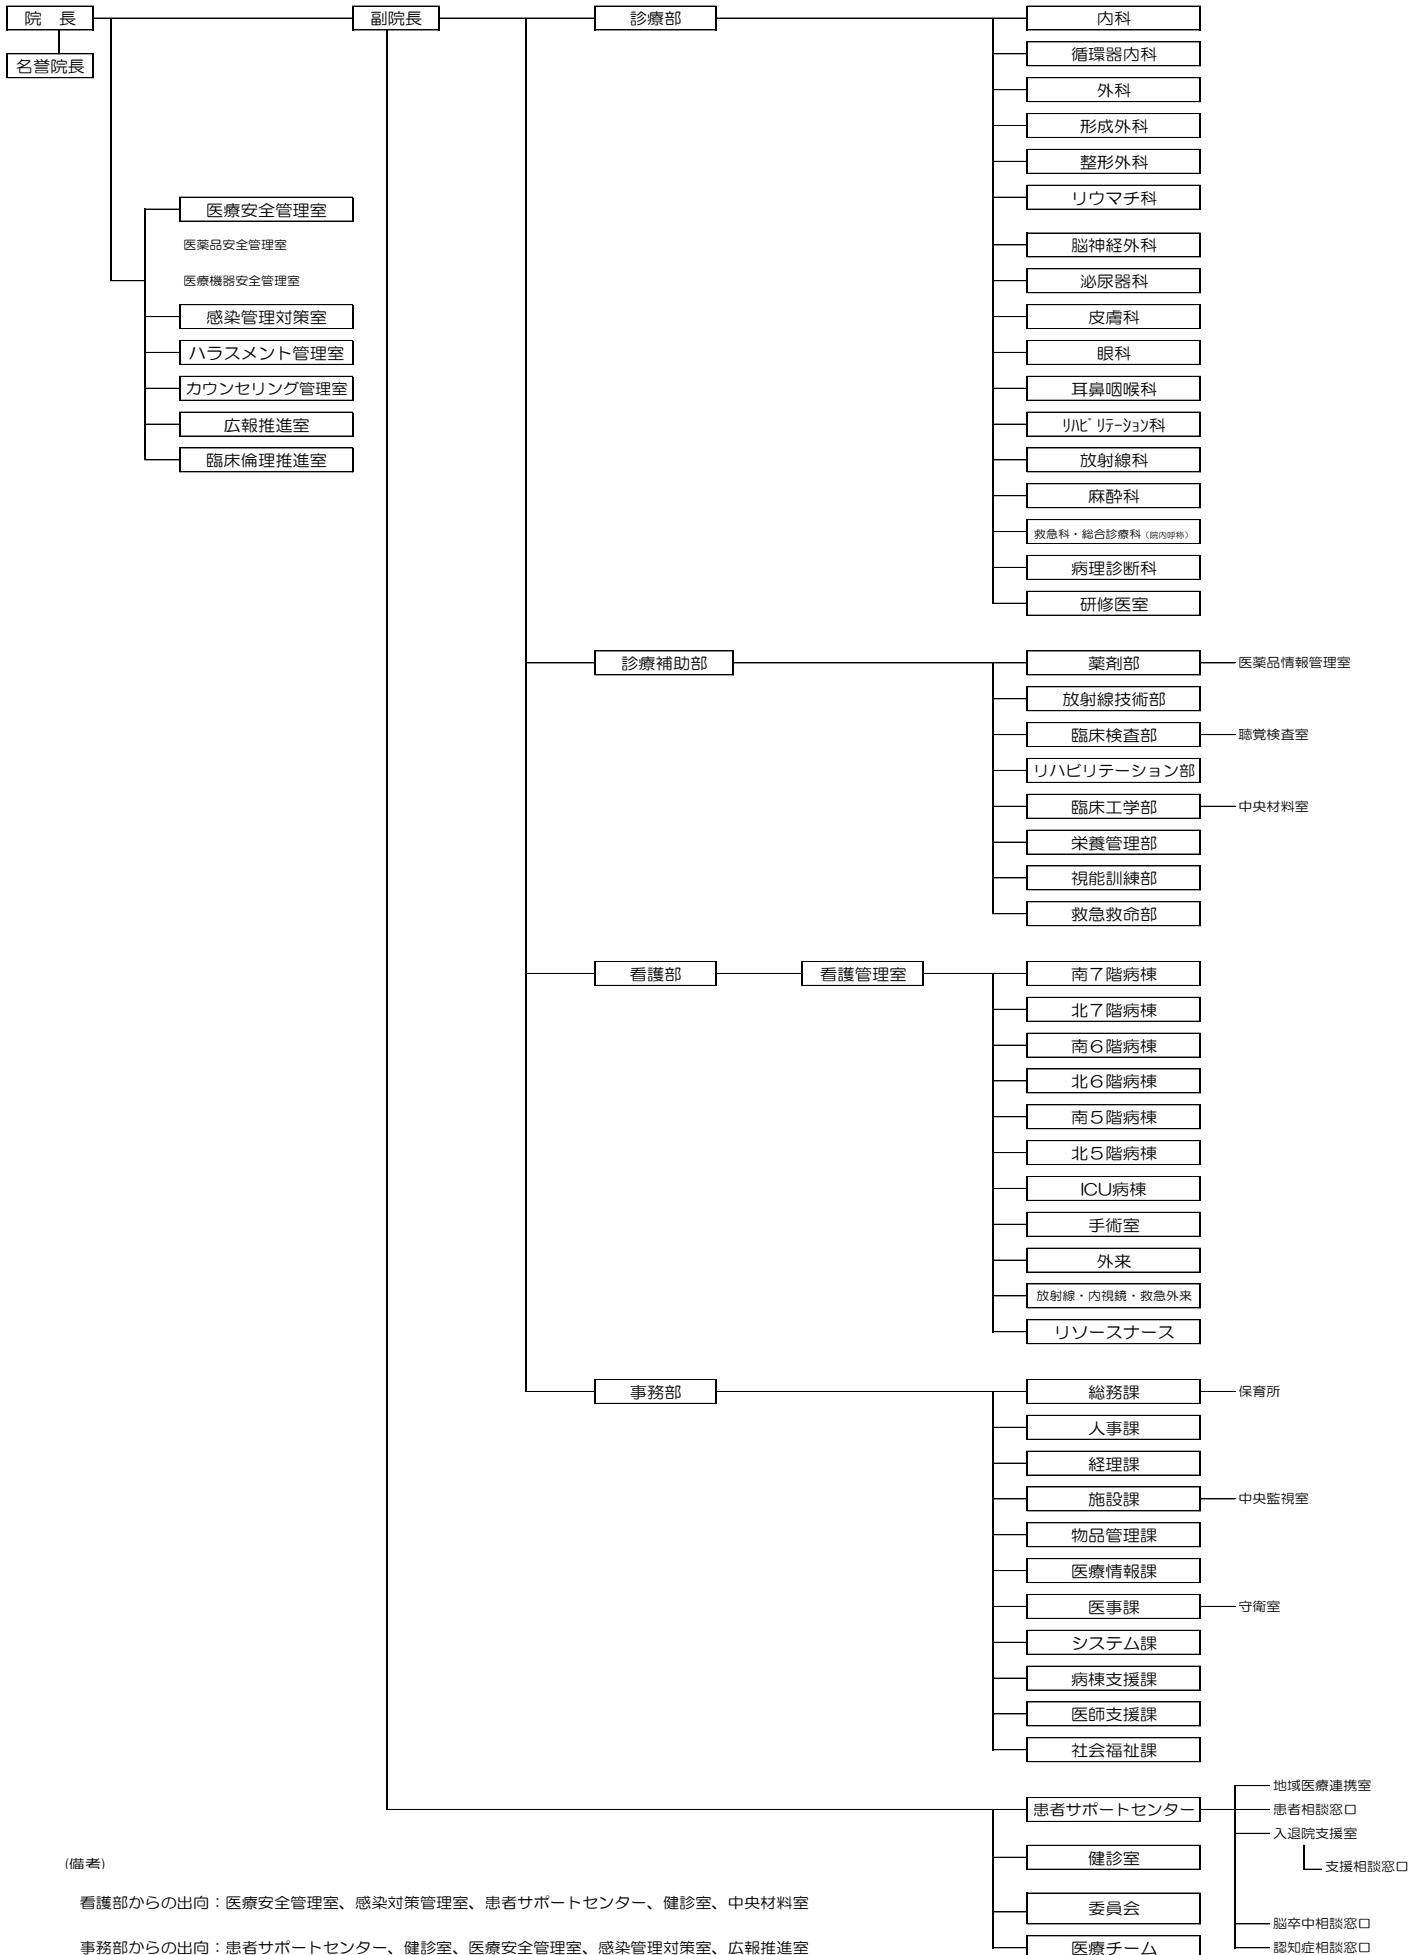 院　長
副院長
診療部
内科
名誉院長
循環器内科
外科
形成外科
整形外科
リウマチ科
医療安全管理室
医薬品安全管理室
医療機器安全管理室
感染管理対策室
ハラスメント管理室
カウンセリング管理室
広報推進室
臨床倫理推進室
脳神経外科
泌尿器科
皮膚科
眼科
耳鼻咽喉科
ﾘﾊﾋﾞﾘﾃｰｼｮﾝ科
放射線科
麻酔科
救急科・総合診療科（院内呼称）
病理診断科
研修医室
診療補助部
薬剤部
医薬品情報管理室
放射線技術部
臨床検査部
聴覚検査室
リハビリテーション部
臨床工学部
中央材料室
栄養管理部
視能訓練部
救急救命部
看護部
看護管理室
南７階病棟
北７階病棟
南６階病棟
北６階病棟
南５階病棟
北５階病棟
ICU病棟
手術室
外来
放射線・内視鏡・救急外来
リソースナース
事務部
総務課
保育所
人事課
経理課
施設課
中央監視室
物品管理課
医療情報課
医事課
守衛室
システム課
病棟支援課
医師支援課
社会福祉課
患者サポートセンター
地域医療連携室
患者相談窓口
入退院支援室
支援相談窓口
脳卒中相談窓口
認知症相談窓口
健診室
委員会
医療チーム
(備考)
看護部からの出向：医療安全管理室、感染対策管理室、患者サポートセンター、健診室、中央材料室
事務部からの出向：患者サポートセンター、健診室、医療安全管理室、感染管理対策室、広報推進室